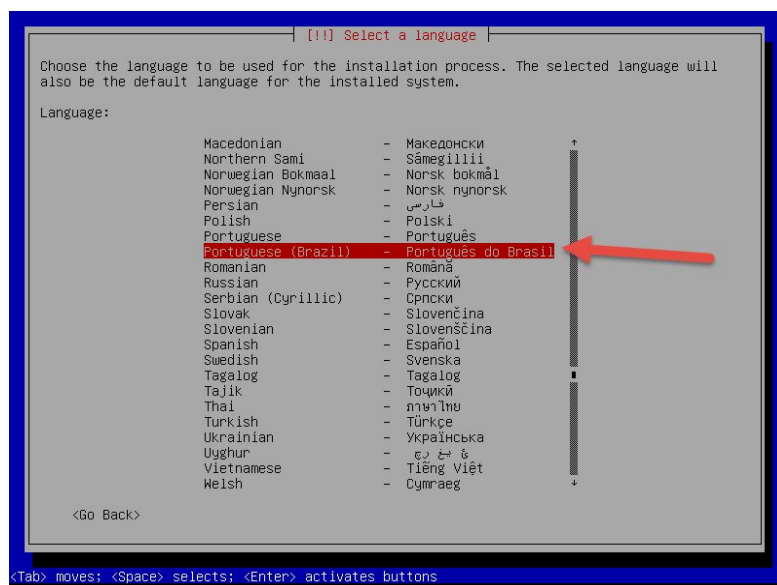 [!!] Select a language
Choose the language to be used for the installation process. The selected language will
also be the default language for the installed system.
Language:
Macedonian - Македонски
Northern Sami - Sámegillii
Norwegian Bokmaal - Norsk bokmål
Norwegian Nynorsk - Norsk nynorsk
Persian - فارسی
Polish - Polski
Portuguese - Português
Portuguese (Brazil) - Português do Brasil
Romanian - Română
Russian - Русский
Serbian (Cyrillic) - Српски
Slovak - Slovenčina
Slovenian - Slovenščina
Spanish - Español
Swedish - Svenska
Tagalog - Tagalog
Tajik - Тоҷикӣ
Thai - ภาษาไทย
Turkish - Türkçe
Ukrainian - Українська
Uyghur -
Vietnamese - Tiếng Việt
Welsh - Cymraeg
<Go Back>
<Tab> moves; <Space> selects; <Enter> activates buttons